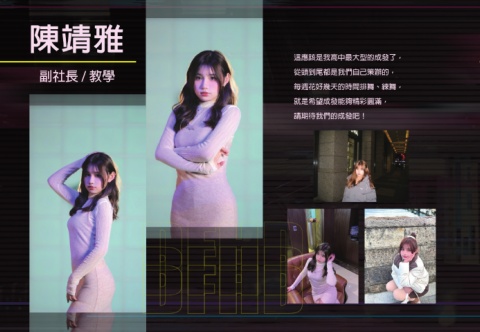 陳靖雅
副社長 / 教學
這應該是我高中最大型的成發了，
從頭到尾都是我們自己策辦的，
每週花好幾天的時間排舞、練舞，
就是希望成發能夠精彩圓滿，
請期待我們的成發吧！